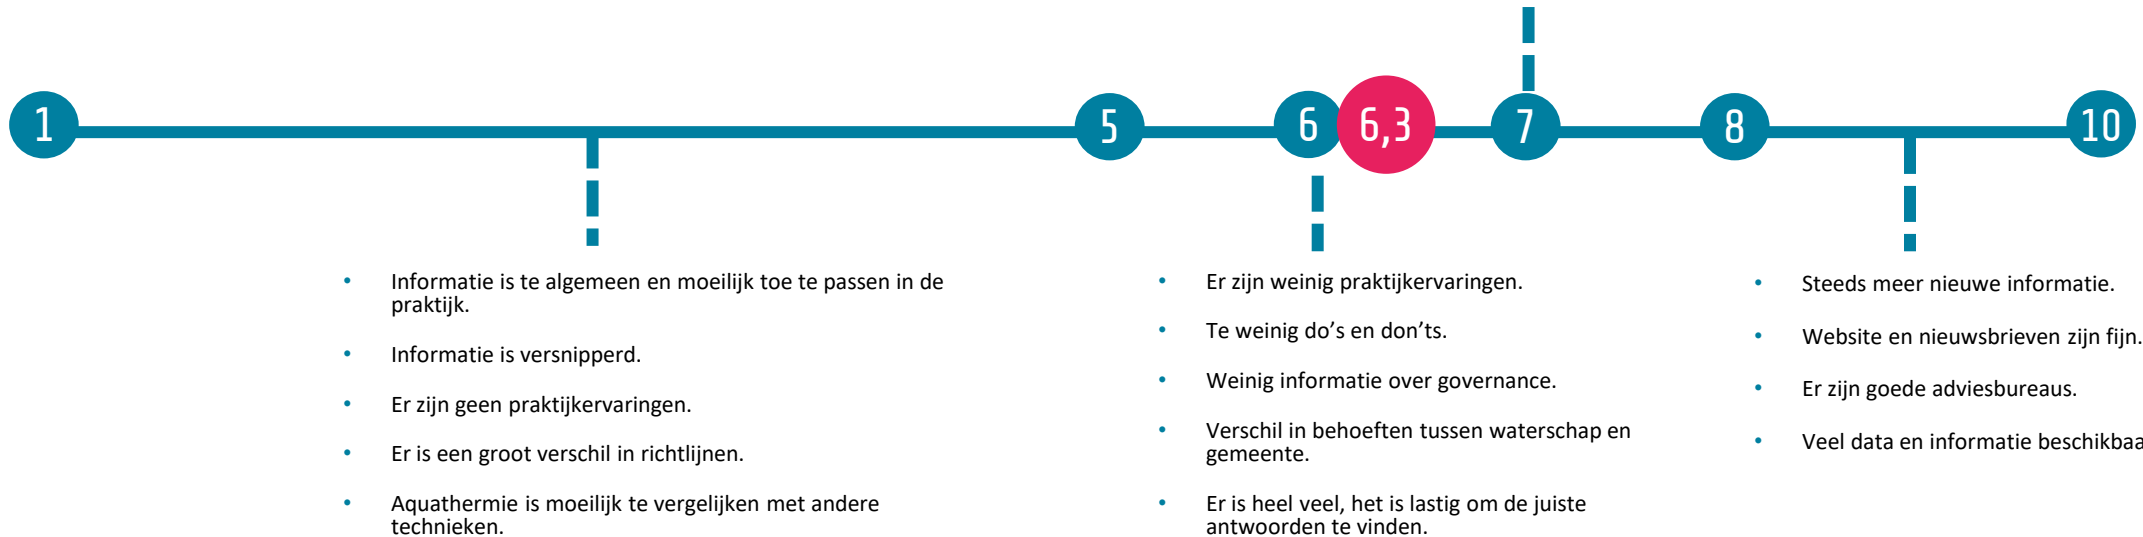 1
5
6
6,3
7
8
10
• Informatie is te algemeen en moeilijk toe te passen in de
praktijk.
• Informatie is versnipperd.
• Er zijn geen praktijkervaringen.
• Er is een groot verschil in richtlijnen.
• Aquathermie is moeilijk te vergelijken met andere
technieken.
• Er zijn weinig praktijkervaringen.
• Te weinig do’s en don’ts.
• Weinig informatie over governance.
• Verschil in behoeften tussen waterschap en
gemeente.
• Er is heel veel, het is lastig om de juiste
antwoorden te vinden.
• Steeds meer nieuwe informatie.
• Website en nieuwsbrieven zijn fijn.
• Er zijn goede adviesbureaus.
• Veel data en informatie